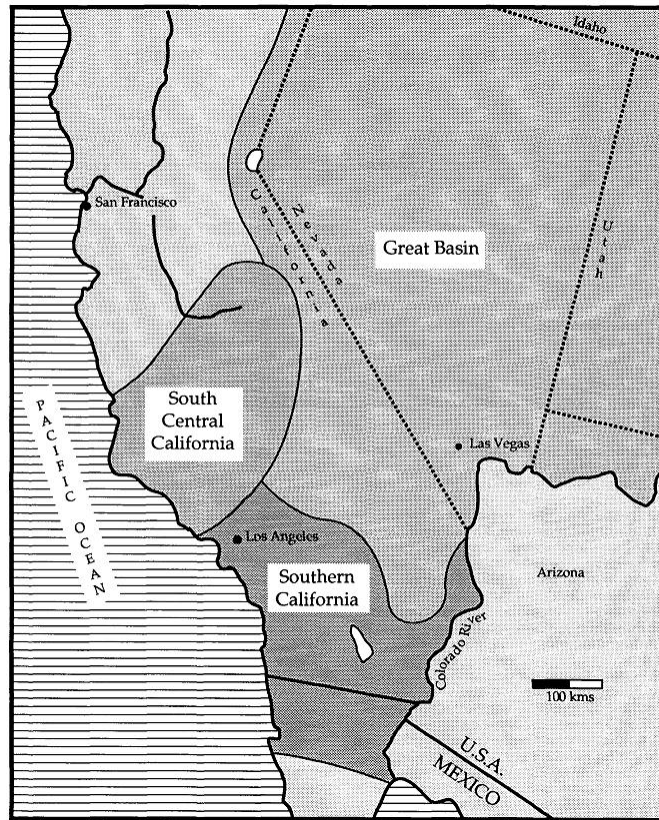 Idaho
San Francisco
California
Nevada
Utah
Great Basin
South
Central
California
PACIFIC OCEAN
Las Vegas
Los Angeles
Southern
California
Arizona
Colorado River
100 kms
U.S.A.
MEXICO